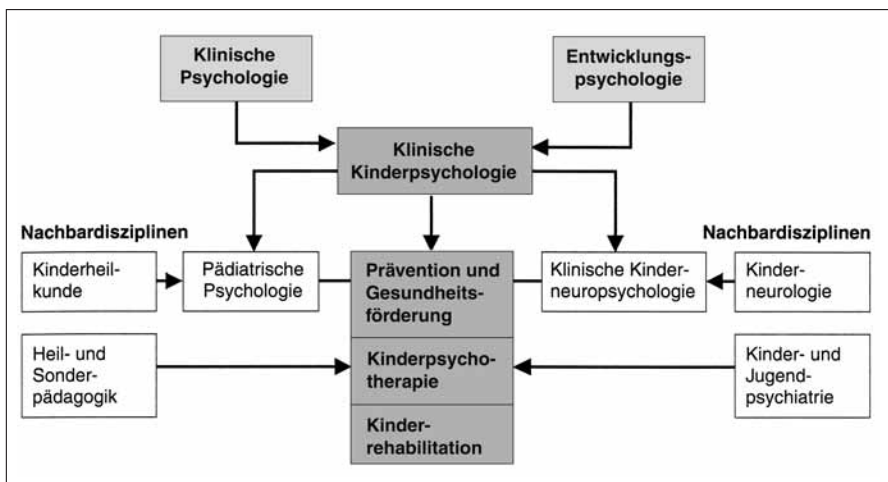 Klinische
Psychologie
Entwicklungs-
psychologie
Klinische
Kinderpsychologie
Nachbardisziplinen
Nachbardisziplinen
Kinderheil-
kunde
Pädiatrische
Psychologie
Prävention und
Gesundheits-
förderung
Klinische Kinder-
neuropsychologie
Kinder-
neurologie
Heil- und
Sonder-
pädagogik
Kinderpsycho-
therapie
Kinder- und
Jugend-
psychiatrie
Kinder-
rehabilitation